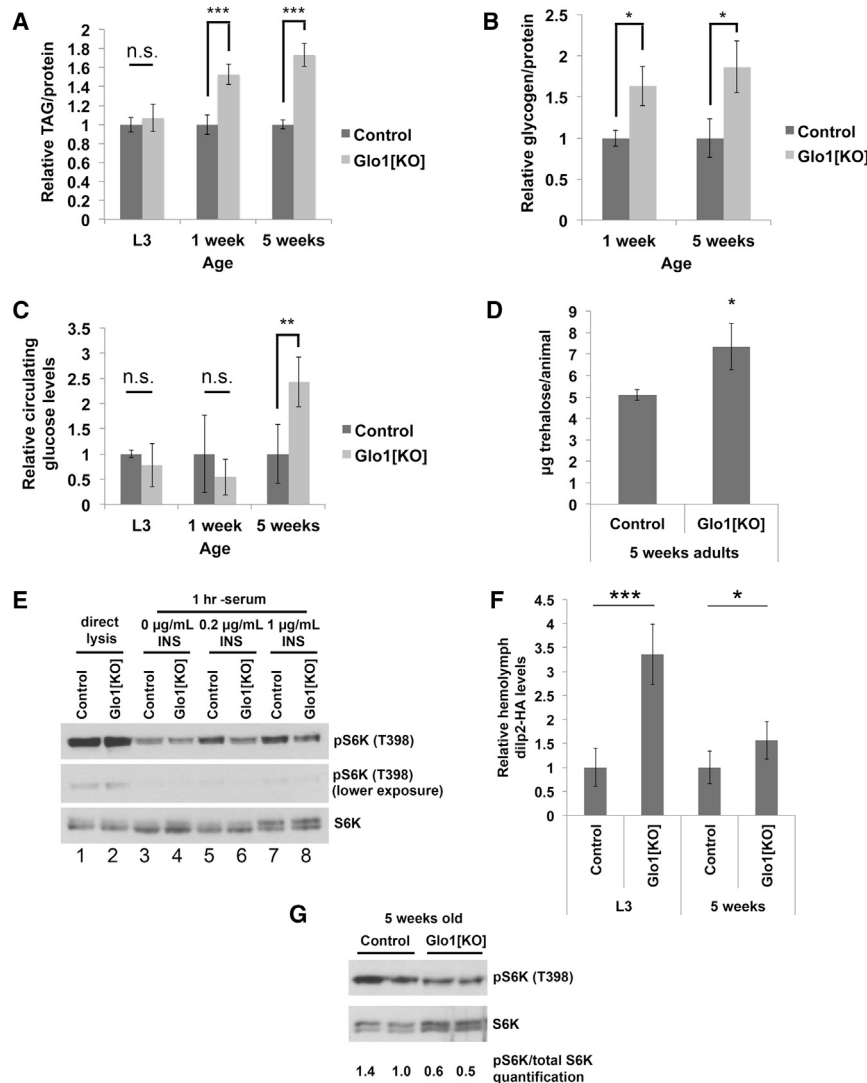 A
Relative TAG/protein
2
1.8
1.6
1.4
1.2
1
0.8
0.6
0.4
0.2
0
n.s.
***
***
L3
1 week
5 weeks
Age
Control
Glo1[KO]
B
Relative glycogen/protein
2.5
2
1.5
1
0.5
0
*
*
1 week
5 weeks
Age
Control
Glo1[KO]
C
Relative circulating
glucose levels
3.5
3
2.5
2
1.5
1
0.5
0
n.s.
n.s.
**
L3
1 week
5 weeks
Age
Control
Glo1[KO]
D
µg trehalose/animal
9
8
7
6
5
4
3
2
1
0
*
Control
Glo1[KO]
5 weeks adults
E
1 hr -serum
direct
lysis
0 µg/mL
INS
0.2 µg/mL
INS
1 µg/mL
INS
Control
Glo1[KO]
Control
Glo1[KO]
Control
Glo1[KO]
Control
Glo1[KO]
pS6K (T398)
pS6K (T398)
(lower exposure)
S6K
1 2 3 4 5 6 7 8
F
Relative hemolymph
dilp2-HA levels
4.5
4
3.5
3
2.5
2
1.5
1
0.5
0
***
*
Control
Glo1[KO]
Control
Glo1[KO]
L3
5 weeks
G
5 weeks old
Control
Glo1[KO]
pS6K (T398)
S6K
1.4 1.0 0.6 0.5
pS6K/total S6K
quantification